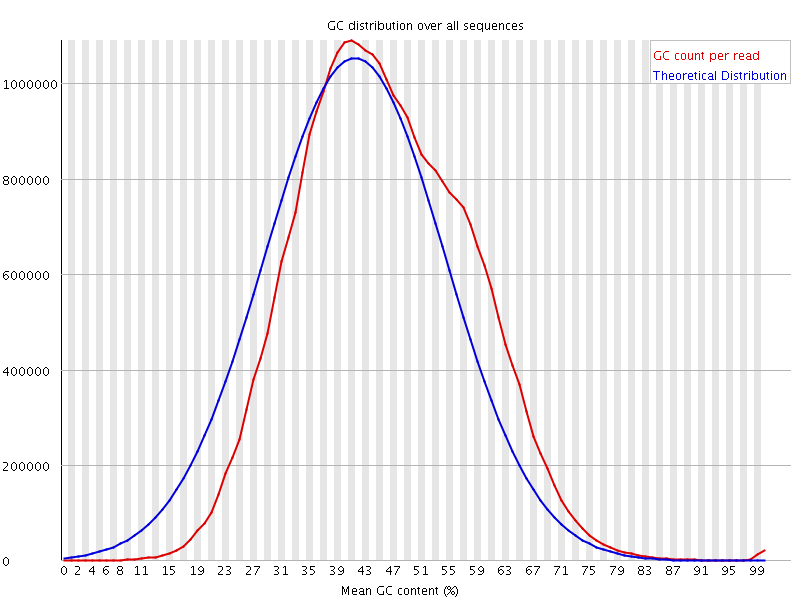 GC distribution over all sequences
GC count per read
Theoretical Distribution
1000000
800000
600000
400000
200000
0
0 2 4 6 8 11 15 19 23 27 31 35 39 43 47 51 55 59 63 67 71 75 79 83 87 91 95 99
Mean GC content (%)